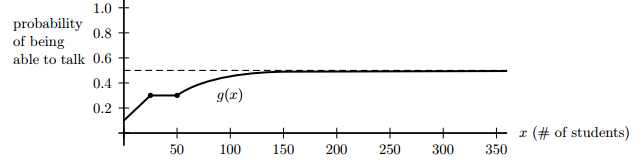 probability
of being
able to talk
1.0
0.8
0.6
0.4
0.2
g(x)
50 100 150 200 250 300 350
x (# of students)